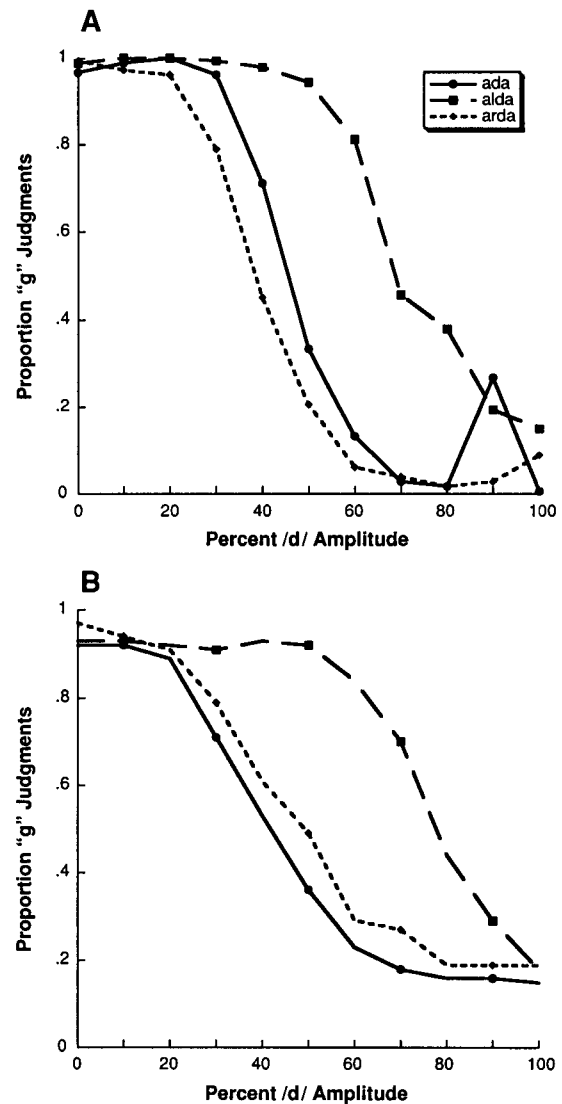 A
1
.8
.6
.4
.2
0
Proportion "g" Judgments
ada
alda
arda
0 20 40 60 80 100
Percent /d/ Amplitude
B
1
.8
.6
.4
.2
0
Proportion "g" Judgments
0 20 40 60 80 100
Percent /d/ Amplitude